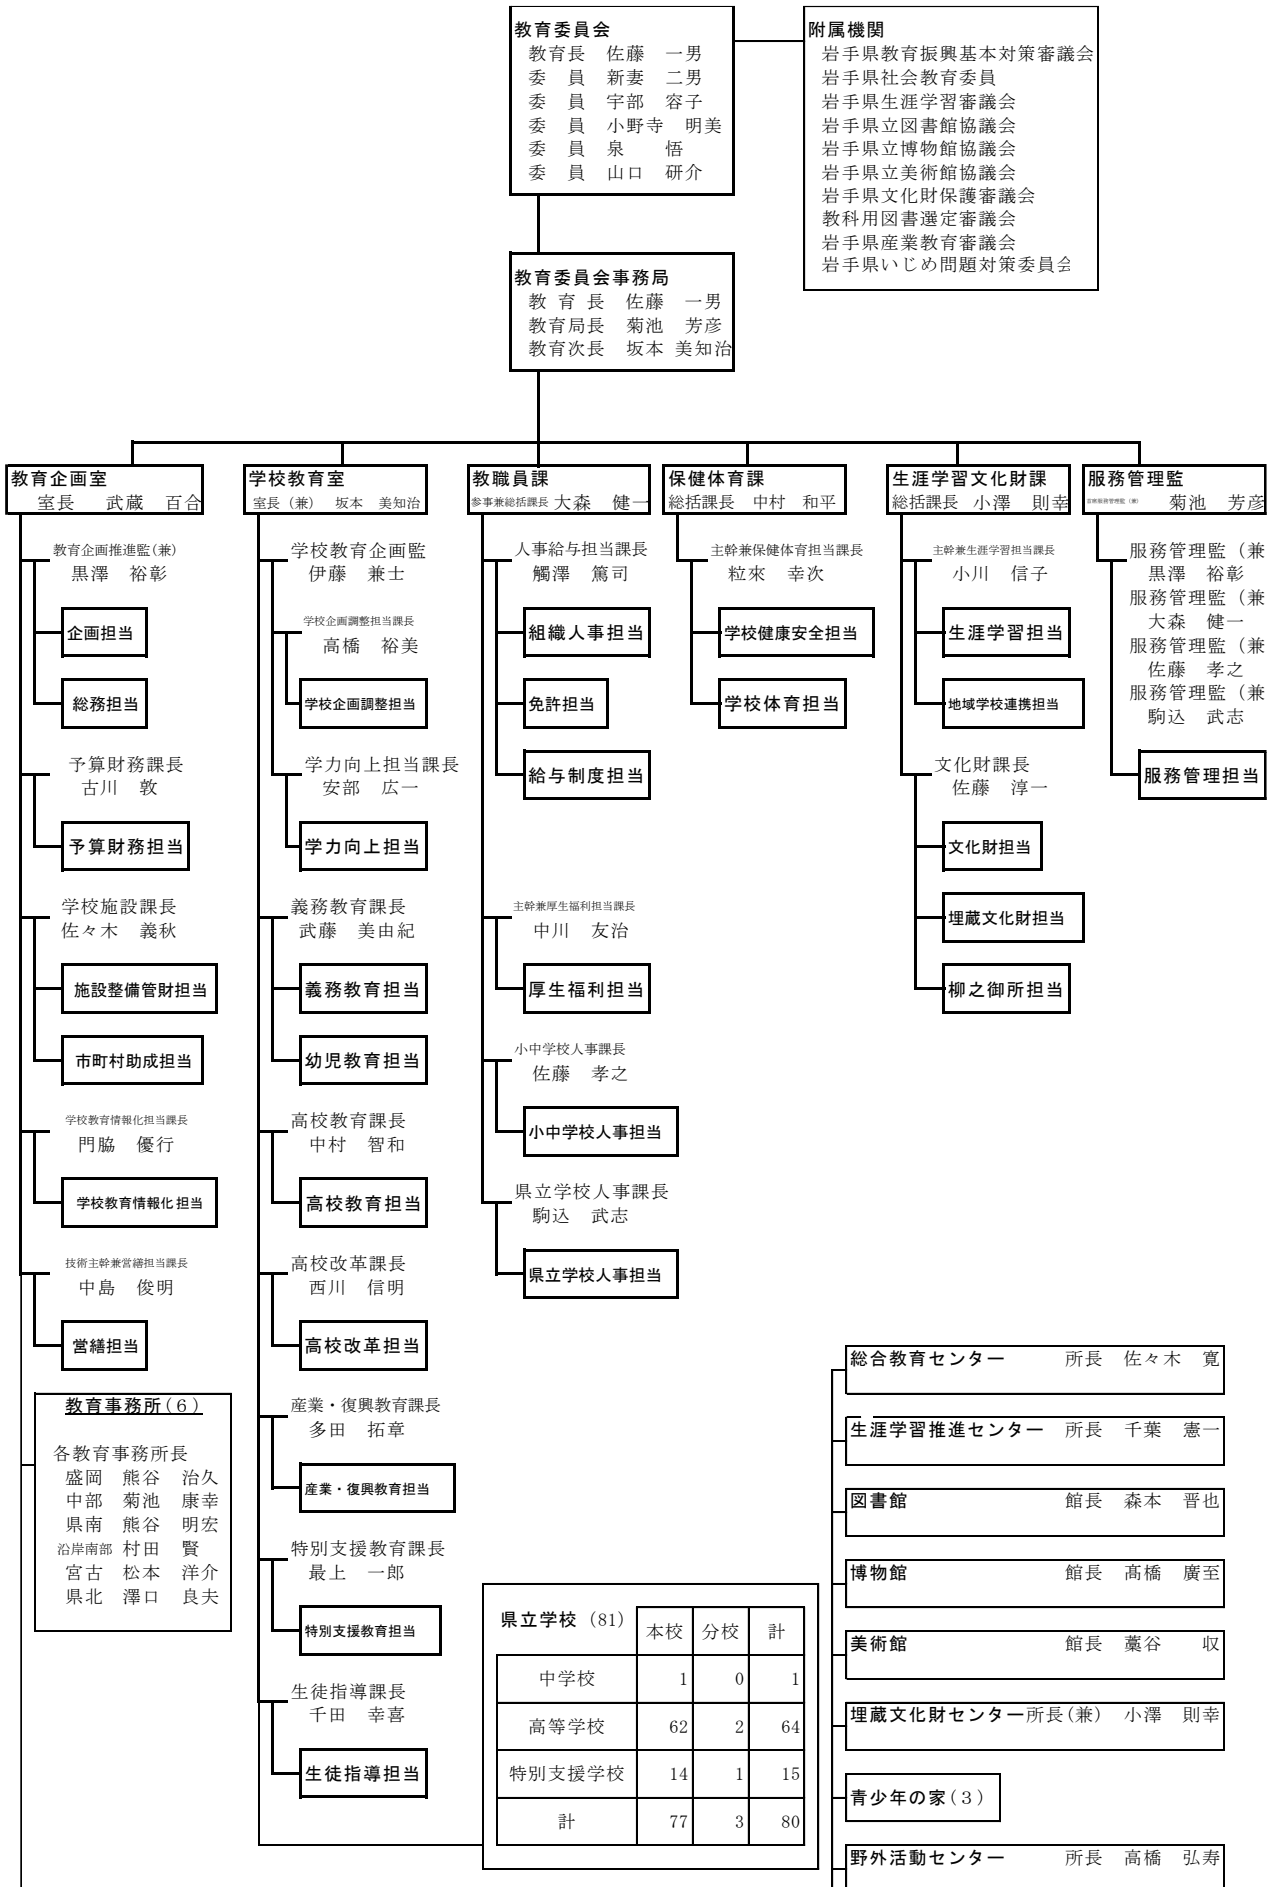 教育委員会
教育長 佐藤 一男
委 員 新妻 二男
委 員 宇部 容子
委 員 小野寺 明美
委 員 泉 悟
委 員 山口 研介
附属機関
岩手県教育振興基本対策審議会
岩手県社会教育委員
岩手県生涯学習審議会
岩手県立図書館協議会
岩手県立博物館協議会
岩手県立美術館協議会
岩手県文化財保護審議会
教科用図書選定審議会
岩手県産業教育審議会
岩手県いじめ問題対策委員会
教育委員会事務局
教 育 長 佐藤 一男
教育局長 菊池 芳彦
教育次長 坂本 美知治
教育企画室
室長 武蔵 百合
教育企画推進監(兼)
黒澤 裕彰
企画担当
総務担当
予算財務課長
古川 敦
予算財務担当
学校施設課長
佐々木 義秋
施設整備管財担当
市町村助成担当
学校教育情報化担当課長
門脇 優行
学校教育情報化担当
技術主幹兼営繕担当課長
中島 俊明
営繕担当
教育事務所(6)
各教育事務所長
盛岡 熊谷 治久
中部 菊池 康幸
県南 熊谷 明宏
沿岸南部 村田 賢
宮古 松本 洋介
県北 澤口 良夫
学校教育室
室長（兼） 坂本 美知治
学校教育企画監
伊藤 兼士
学校企画調整担当課長
高橋 裕美
学校企画調整担当
学力向上担当課長
安部 広一
学力向上担当
義務教育課長
武藤 美由紀
義務教育担当
幼児教育担当
高校教育課長
中村 智和
高校教育担当
高校改革課長
西川 信明
高校改革担当
産業・復興教育課長
多田 拓章
産業・復興教育担当
特別支援教育課長
最上 一郎
特別支援教育担当
生徒指導課長
千田 幸喜
生徒指導担当
教職員課
参事兼総括課長 大森 健一
人事給与担当課長
觸澤 篤司
組織人事担当
免許担当
給与制度担当
主幹兼厚生福利担当課長
中川 友治
厚生福利担当
小中学校人事課長
佐藤 孝之
小中学校人事担当
県立学校人事課長
駒込 武志
県立学校人事担当
保健体育課
総括課長 中村 和平
主幹兼保健体育担当課長
粒來 幸次
学校健康安全担当
学校体育担当
生涯学習文化財課
総括課長 小澤 則幸
主幹兼生涯学習担当課長
小川 信子
生涯学習担当
地域学校連携担当
文化財課長
佐藤 淳一
文化財担当
埋蔵文化財担当
柳之御所担当
服務管理監
首席服務管理監（兼） 菊池 芳彦
服務管理監（兼
黒澤 裕彰
服務管理監（兼
大森 健一
服務管理監（兼
佐藤 孝之
服務管理監（兼
駒込 武志
服務管理担当
県立学校 (81) 本校 分校 計
中学校 1 0 1
高等学校 62 2 64
特別支援学校 14 1 15
計 77 3 80
総合教育センター 所長 佐々木 寛
生涯学習推進センター 所長 千葉 憲一
図書館 館長 森本 晋也
博物館 館長 髙橋 廣至
美術館 館長 藁谷 収
埋蔵文化財センター所長(兼) 小澤 則幸
青少年の家(3)
野外活動センター 所長 高橋 弘寿